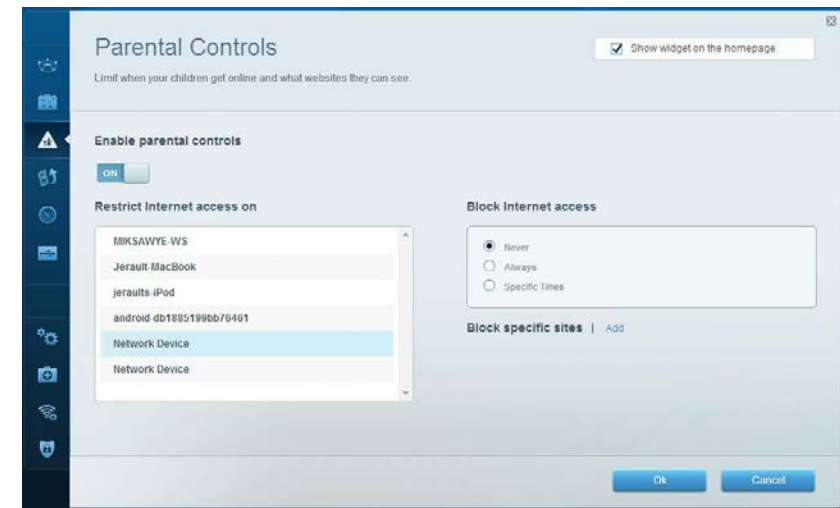 Parental Controls
Show widget on the homepage
Limit when your children get online and what websites they can see.
Enable parental controls
ON
Restrict Internet access on
MIKSAWYE-WS
Jerault-MacBook
jeraults-iPod
android-db1885199bb76461
Network Device
Network Device
Block Internet access
Never
Always
Specific Times
Block specific sites | Add
Ok
Cancel